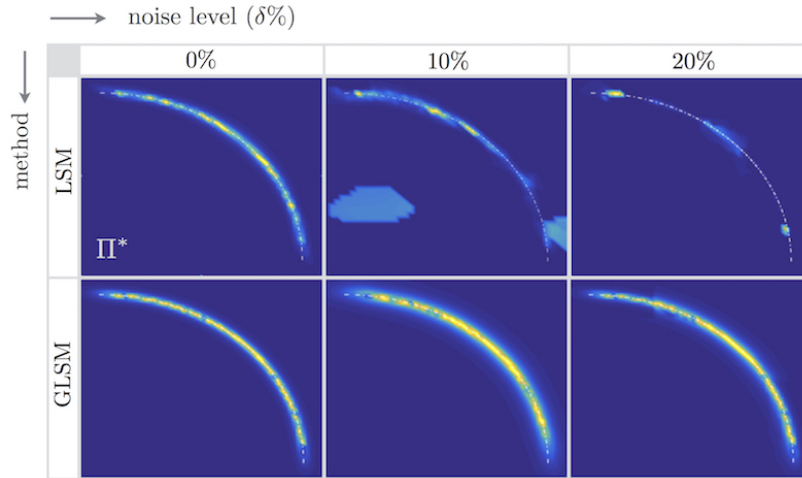 noise level (δ%)
method
0%
10%
20%
LSM
Π*
GLSM